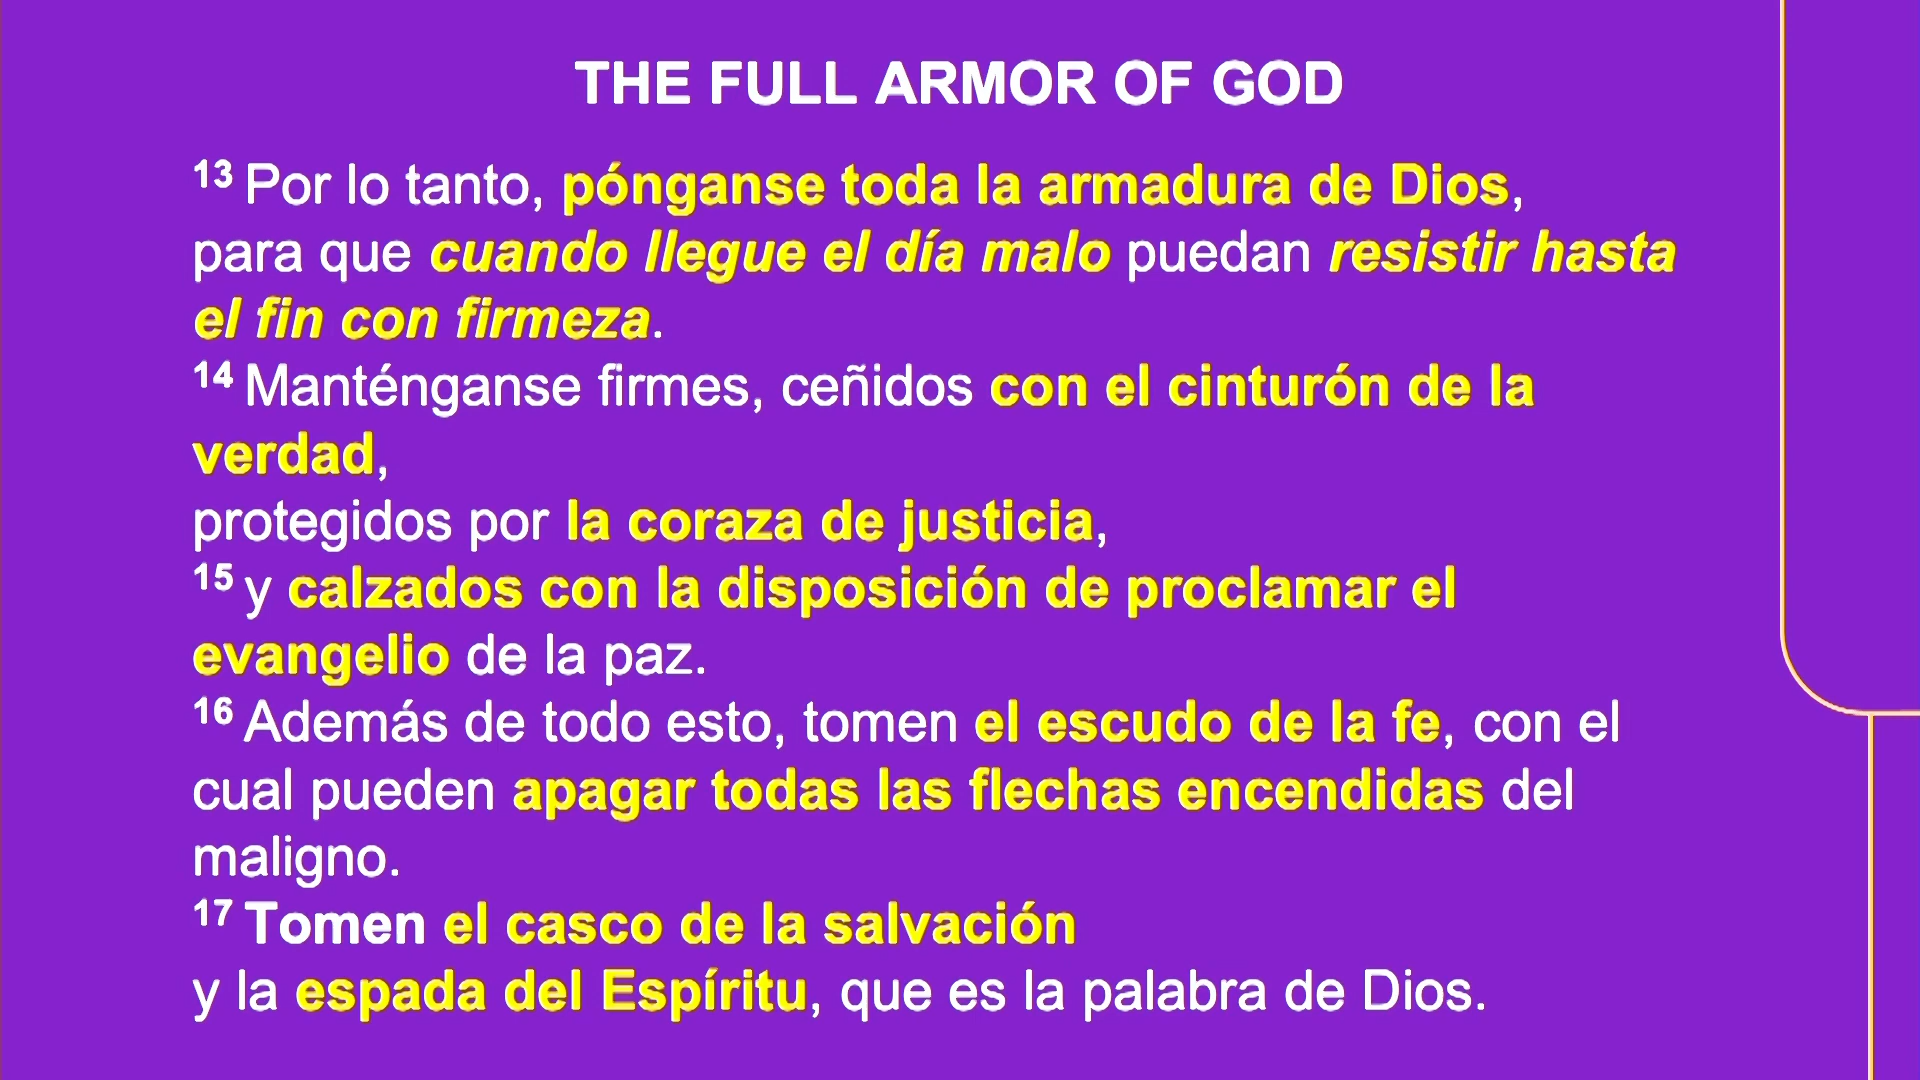 THE FULL ARMOR OF GOD
13 Por lo tanto, pónganse toda la armadura de Dios,
para que cuando llegue el día malo puedan resistir hasta
el fin con firmeza.
14 Manténganse firmes, ceñidos con el cinturón de la
verdad,
protegidos por la coraza de justicia,
15 y calzados con la disposición de proclamar el
evangelio de la paz.
16 Además de todo esto, tomen el escudo de la fe, con el
cual pueden apagar todas las flechas encendidas del
maligno.
17 Tomen el casco de la salvación
y la espada del Espíritu, que es la palabra de Dios.